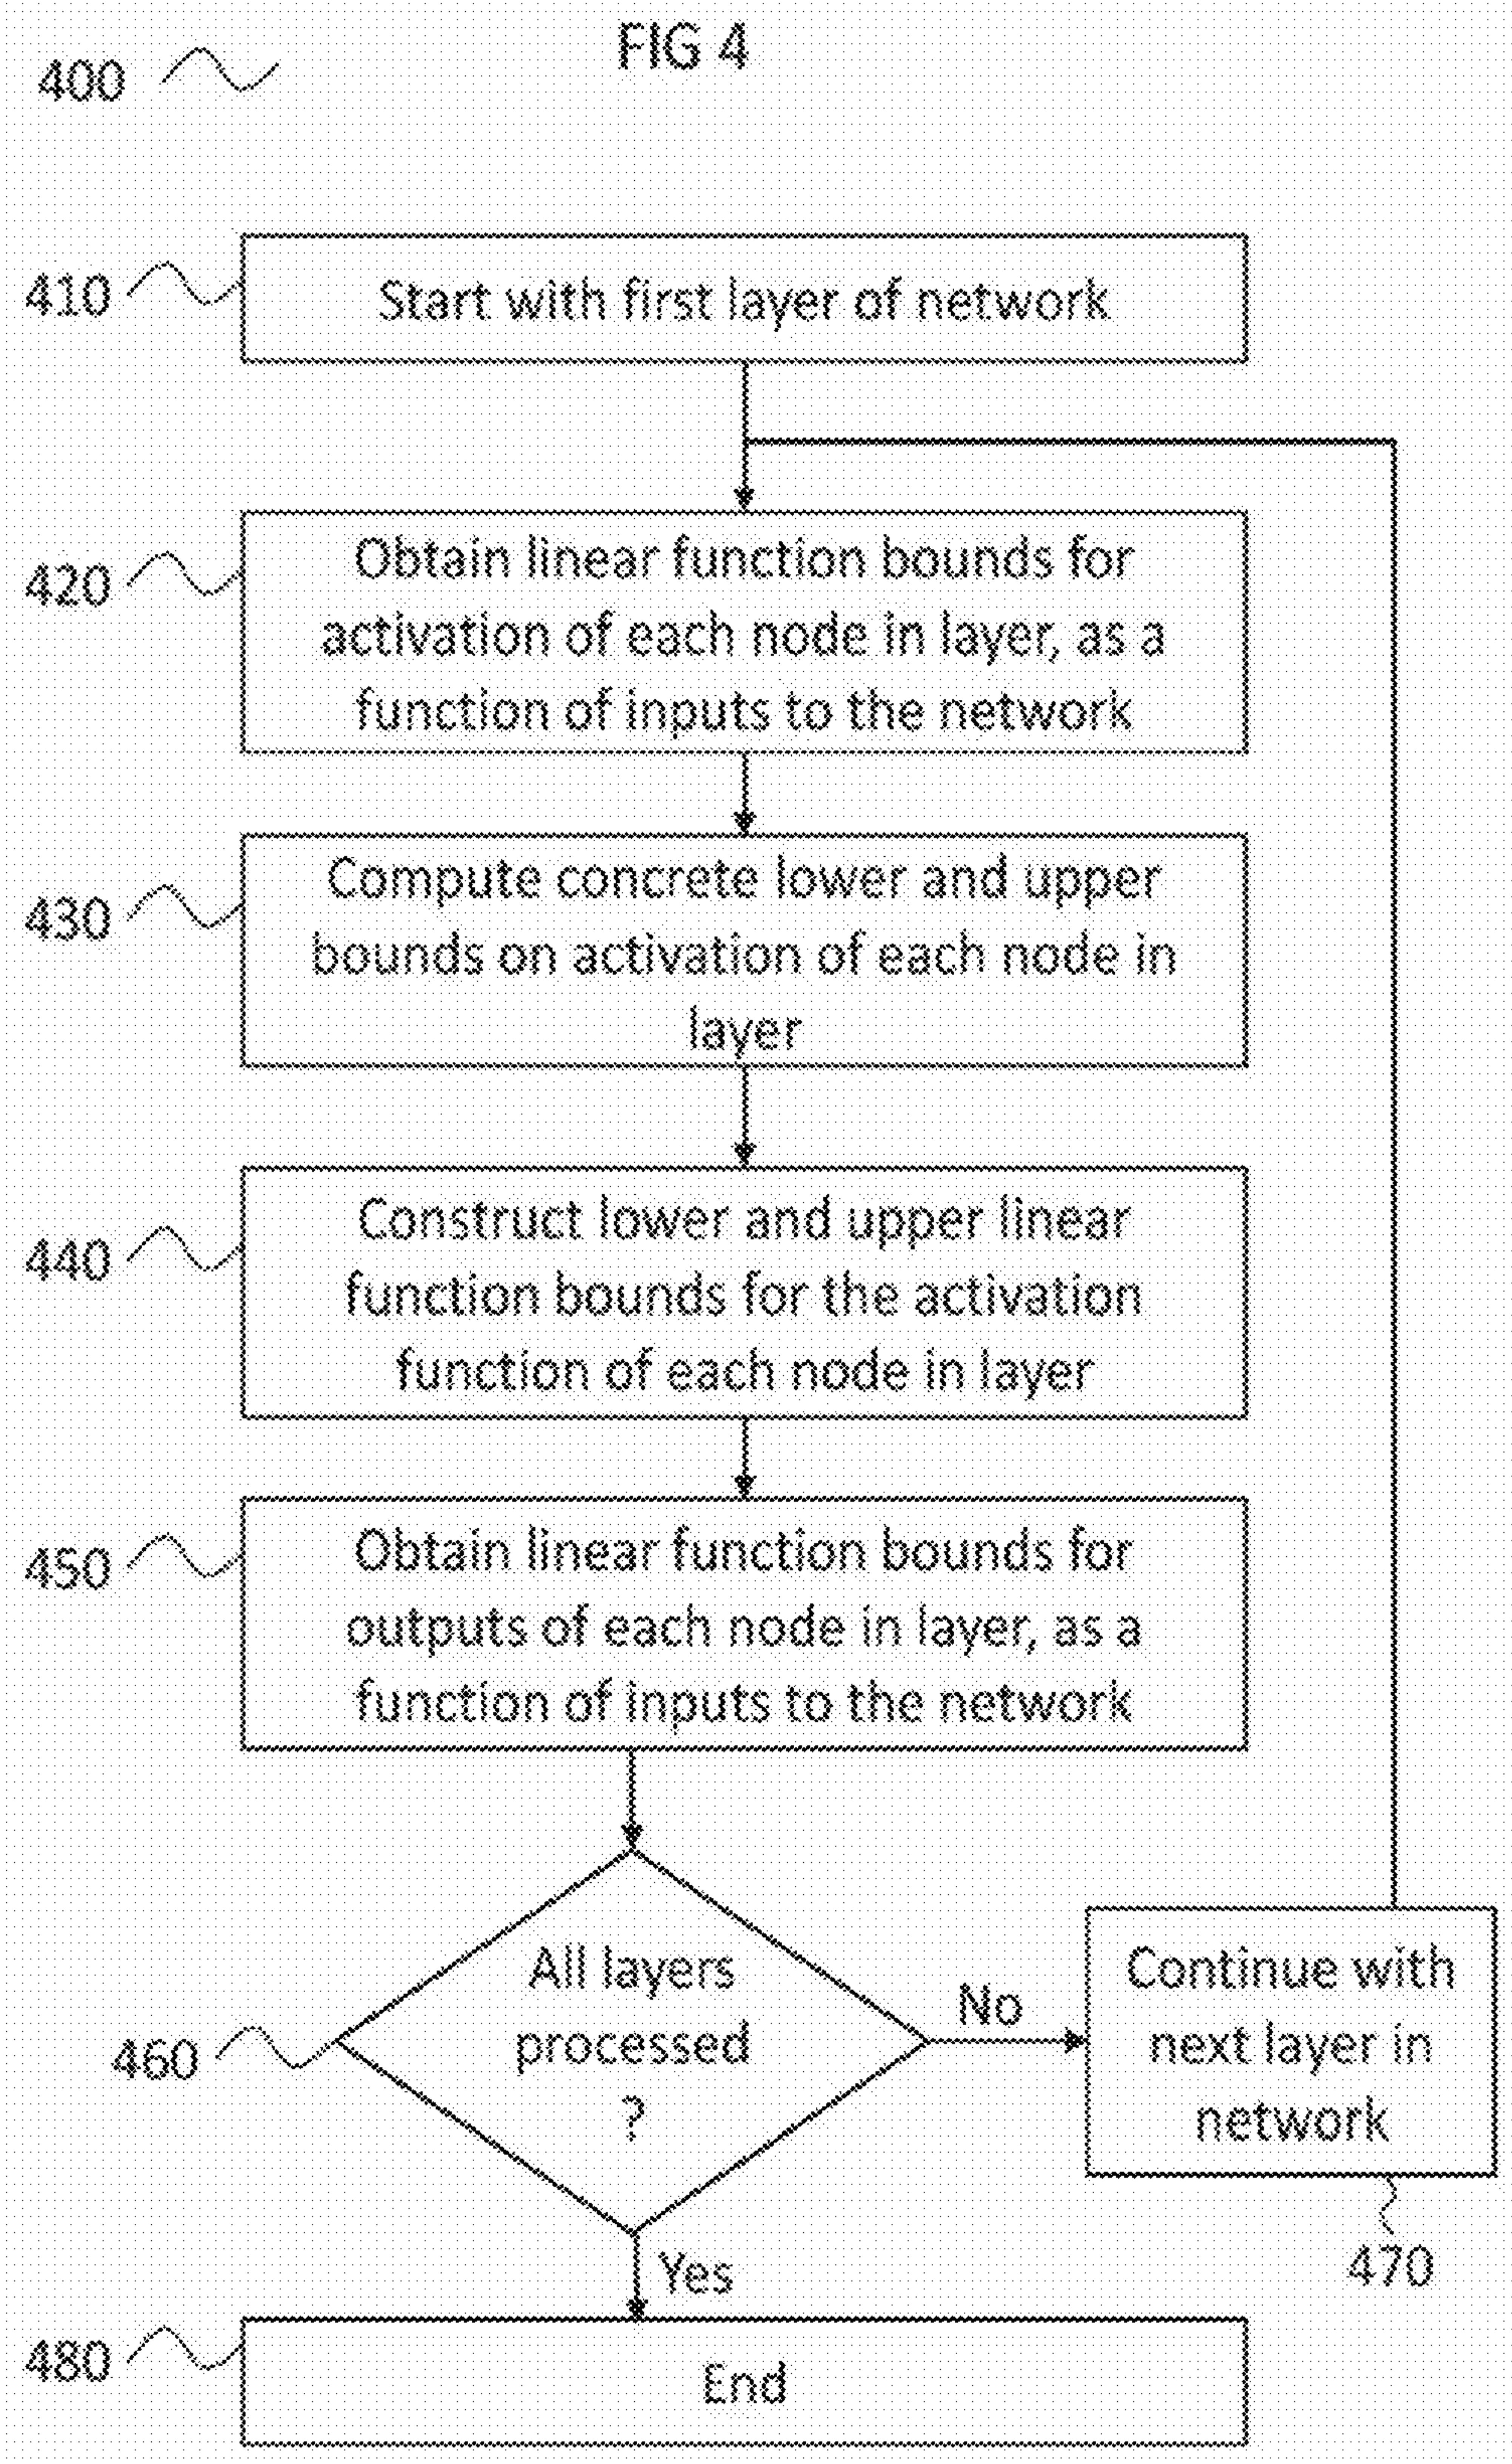 FIG 4
400
410
Start with first layer of network
420
Obtain linear function bounds for
activation of each node in layer, as a
function of inputs to the network
430
Compute concrete lower and upper
bounds on activation of each node in
layer
440
Construct lower and upper linear
function bounds for the activation
function of each node in layer
450
Obtain linear function bounds for
outputs of each node in layer, as a
function of inputs to the network
460
All layers
processed
?
No
Continue with
next layer in
network
470
Yes
480
End